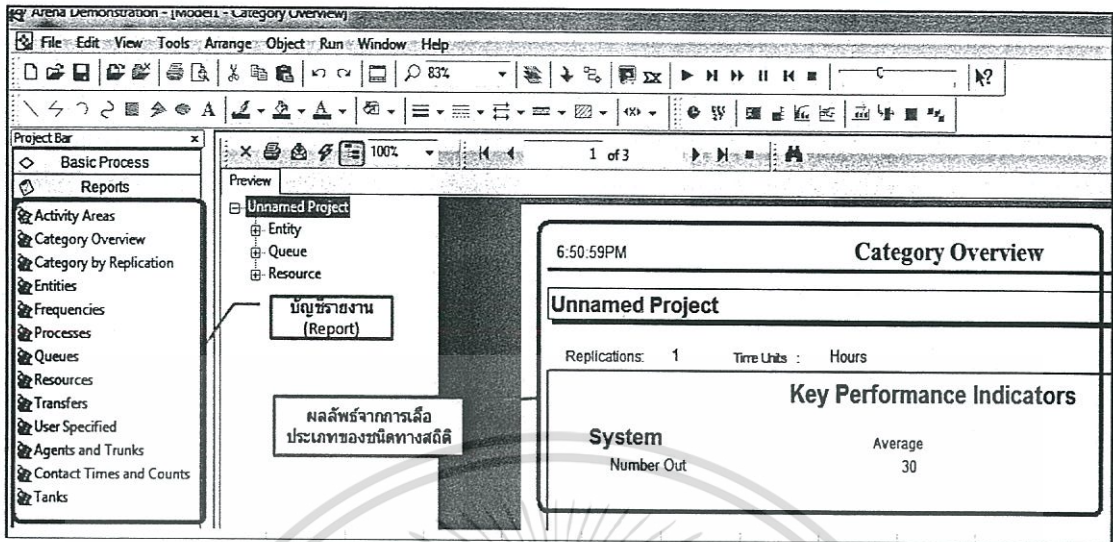 Arena Demonstration - [Model1 - Category Overview]
File Edit View Tools Arrange Object Run Window Help
83%
Project Bar x
Basic Process
Reports
Activity Areas
Category Overview
Category by Replication
Entities
Frequencies
Processes
Queues
Resources
Transfers
User Specified
Agents and Trunks
Contact Times and Counts
Tanks
100% 1 of 3
Preview
Unnamed Project
Entity
Queue
Resource
บัญชีรายงาน
(Report)
ผลลัพธ์จากการเลือ
ประเภทของชนิดทางสถิติ
6:50:59PM Category Overview
Unnamed Project
Replications: 1 Time Units : Hours
Key Performance Indicators
System Average
Number Out 30